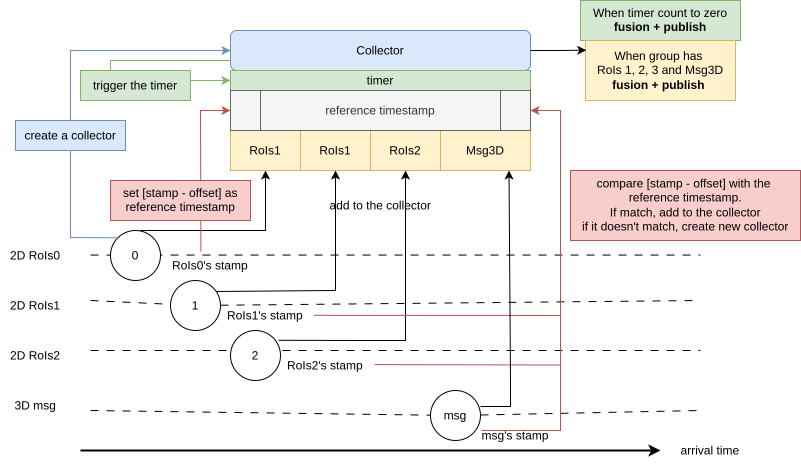 When timer count to zero
fusion + publish
Collector
When group has
RoIs 1, 2, 3 and Msg3D
fusion + publish
trigger the timer
timer
reference timestamp
create a collector
RoIs1
RoIs1
RoIs2
Msg3D
set [stamp - offset] as
reference timestamp
add to the collector
compare [stamp - offset] with the
reference timestamp.
If match, add to the collector
if it doesn't match, create new collector
2D RoIs0
0
RoIs0's stamp
2D RoIs1
1
RoIs1's stamp
2D RoIs2
2
RoIs2's stamp
3D msg
msg
msg's stamp
arrival time